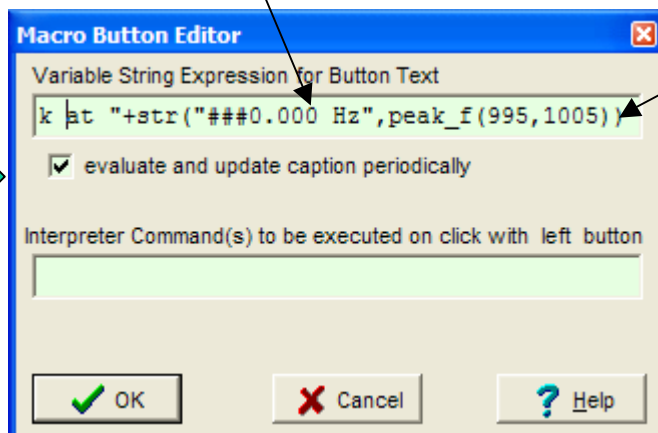 Macro Button Editor
Variable String Expression for Button Text
k at "+str("###0.000 Hz",peak_f(995,1005))
evaluate and update caption periodically
Interpreter Command(s) to be executed on click with left button
OK
Cancel
Help